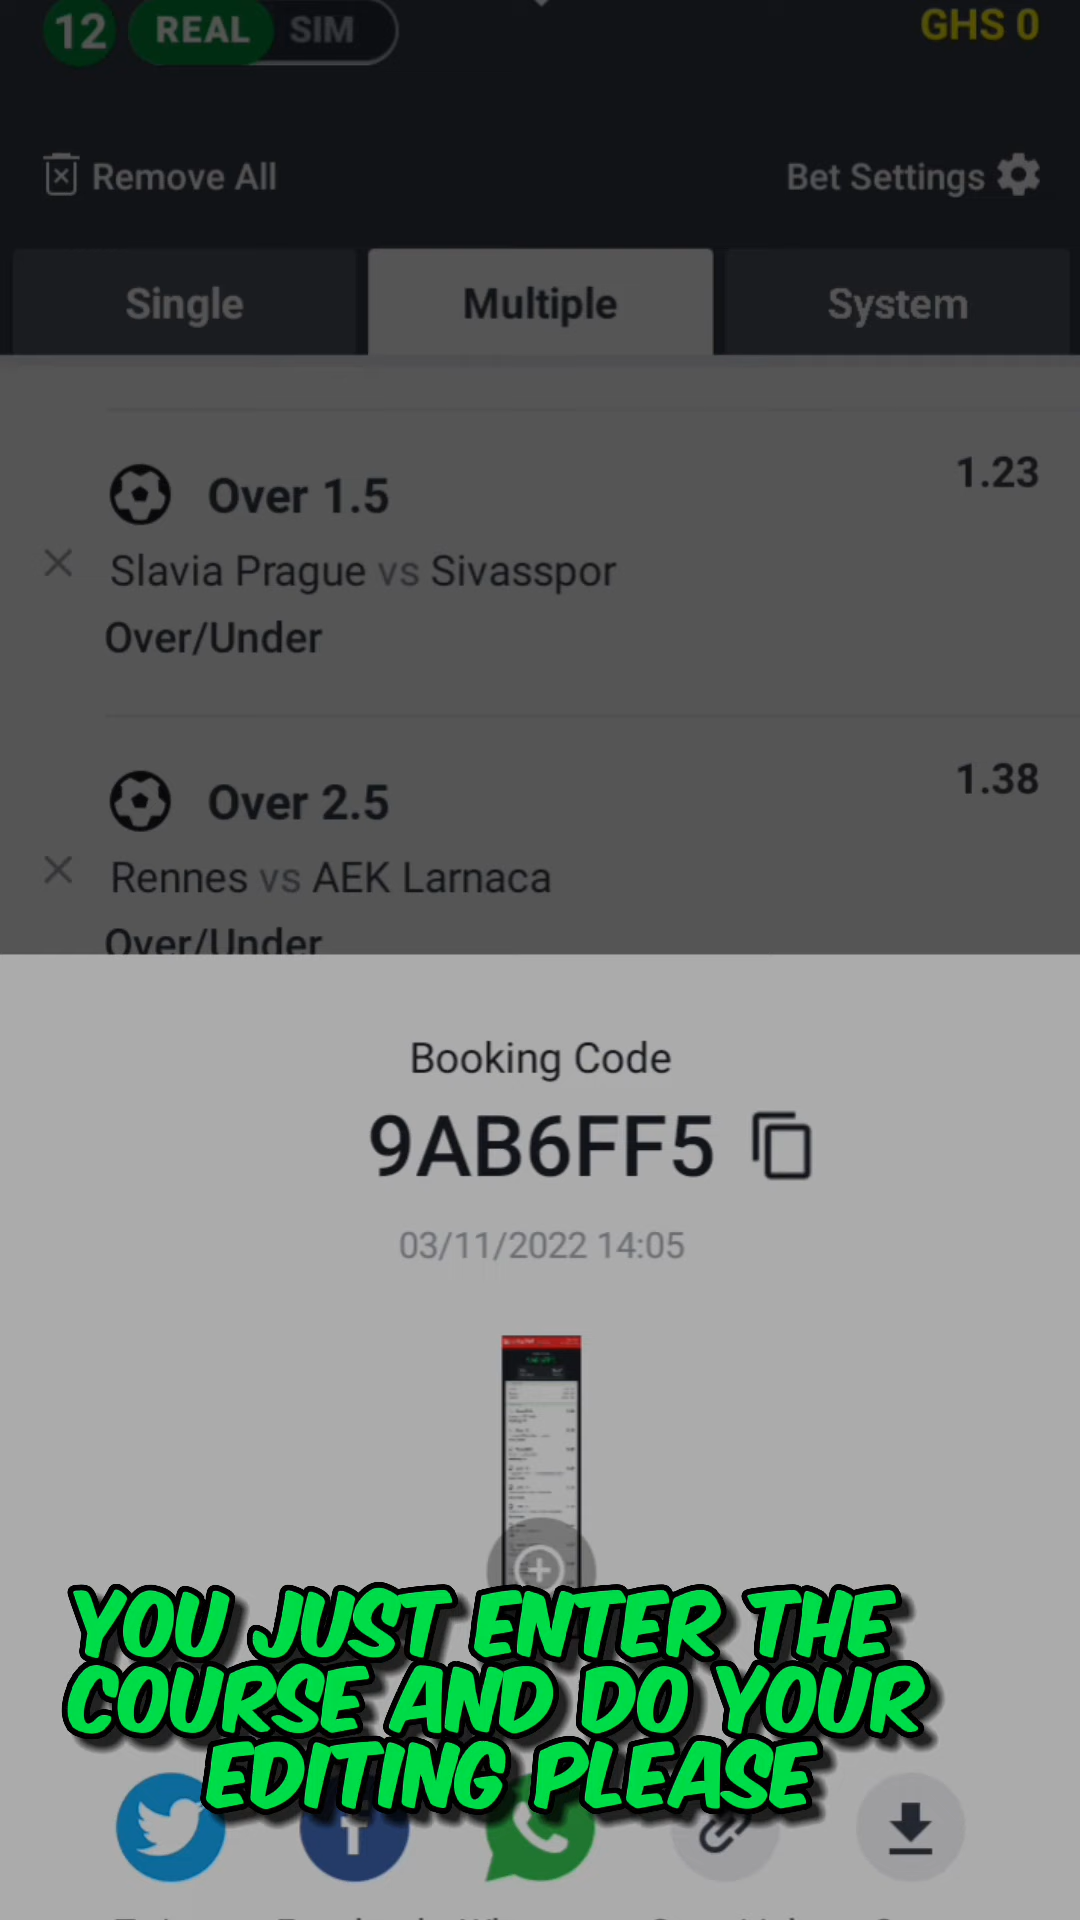 12 REAL SIM GHS 0
Remove All Bet Settings
Single Multiple System
Over 1.5 1.23
Slavia Prague vs Sivasspor
Over/Under
Over 2.5 1.38
Rennes vs AEK Larnaca
Over/Under
Booking Code
9AB6FF5
03/11/2022 14:05
YOU JUST ENTER THE
COURSE AND DO YOUR
EDITING PLEASE